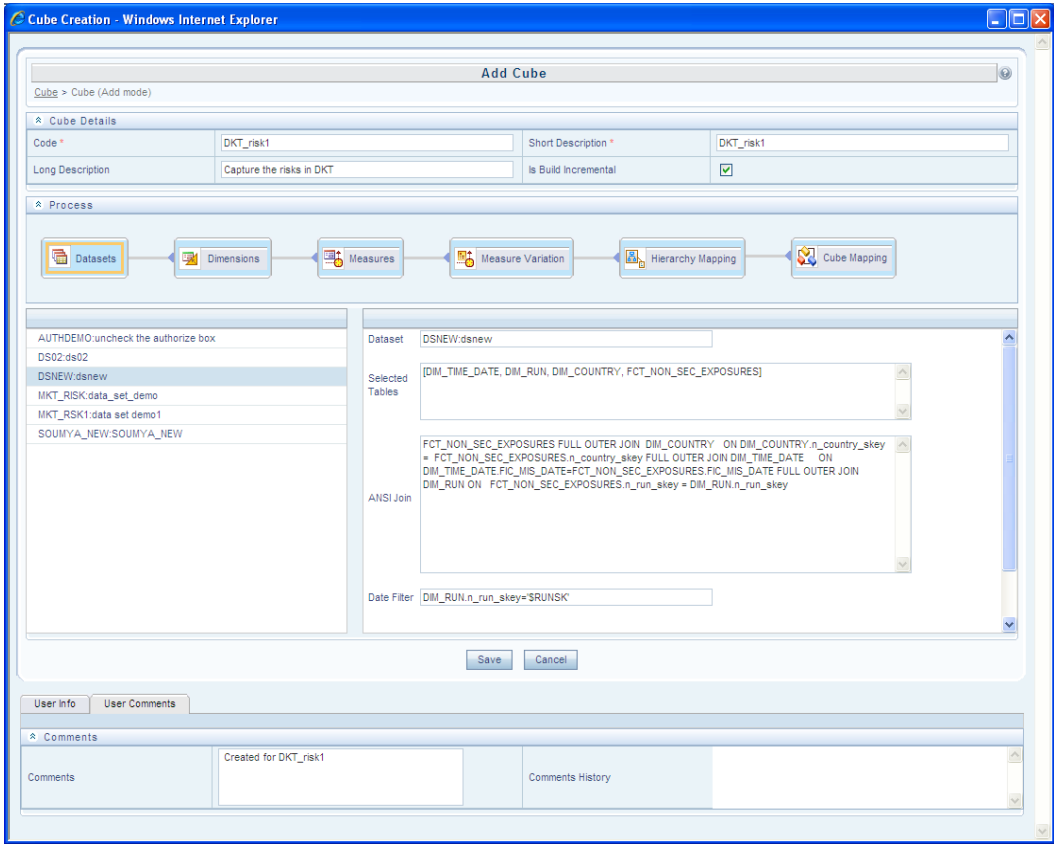 Cube Creation - Windows Internet Explorer
Add Cube
Cube > Cube (Add mode)
Cube Details
Code * DKT_risk1 Short Description * DKT_risk1
Long Description Capture the risks in DKT Is Build Incremental
Process
Datasets Dimensions Measures Measure Variation Hierarchy Mapping Cube Mapping
AUTHDEMO:uncheck the authorize box
DS02:ds02
DSNEW:dsnew
MKT_RISK:data_set_demo
MKT_RSK1:data set demo1
SOUMYA_NEW:SOUMYA_NEW
Dataset DSNEW:dsnew
Selected Tables [DIM_TIME_DATE, DIM_RUN, DIM_COUNTRY, FCT_NON_SEC_EXPOSURES]
ANSI Join
FCT_NON_SEC_EXPOSURES FULL OUTER JOIN DIM_COUNTRY ON DIM_COUNTRY.n_country_skey
= FCT_NON_SEC_EXPOSURES.n_country_skey FULL OUTER JOIN DIM_TIME_DATE ON
DIM_TIME_DATE.FIC_MIS_DATE=FCT_NON_SEC_EXPOSURES.FIC_MIS_DATE FULL OUTER JOIN
DIM_RUN ON FCT_NON_SEC_EXPOSURES.n_run_skey = DIM_RUN.n_run_skey
Date Filter DIM_RUN.n_run_skey='$RUNSK'
Save Cancel
User Info User Comments
Comments
Comments Created for DKT_risk1 Comments History